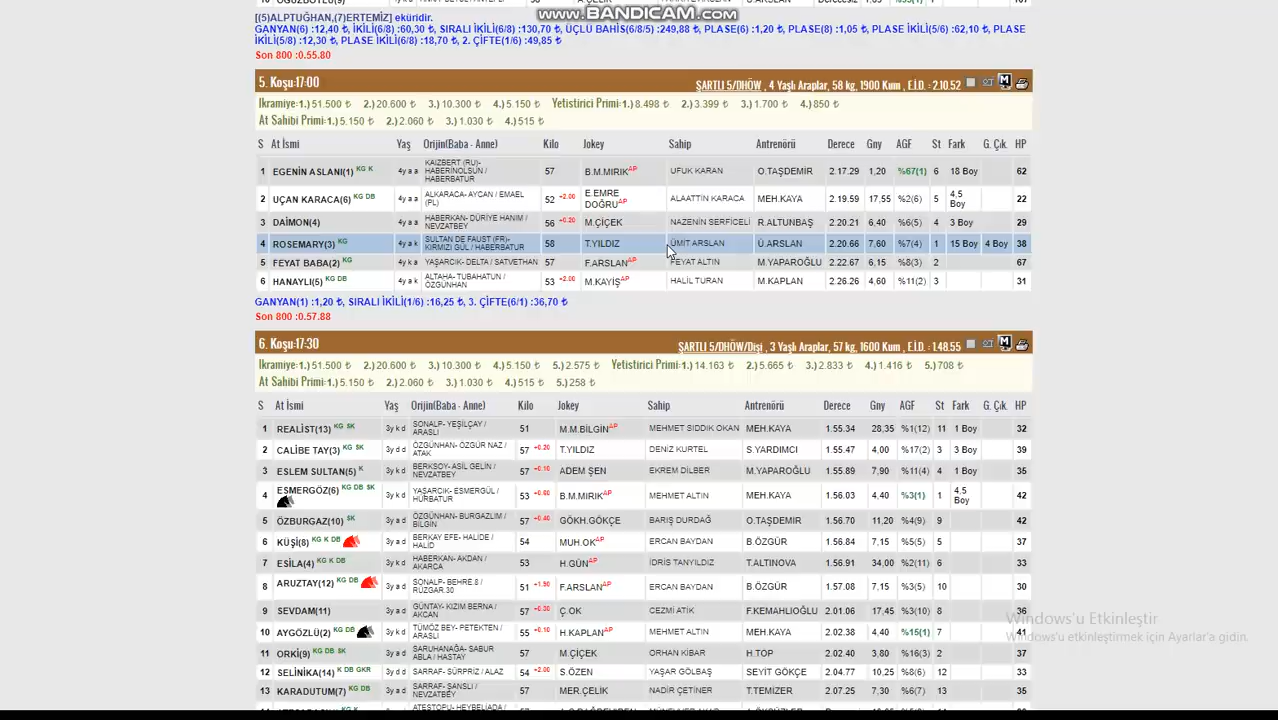 www.BANDICAM.com
[(5)ALPTUĞHAN,(7)ERTEMİZ] eküridir.
GANYAN(6) :12,40 ₺, İKİLİ(6/8) :60,30 ₺, SIRALI İKİLİ(6/8) :130,70 ₺, ÜÇLÜ BAHİS(6/8/5) :249,88 ₺, PLASE(6) :1,20 ₺, PLASE(8) :1,05 ₺, PLASE İKİLİ(5/6) :62,10 ₺, PLASE
İKİLİ(5/8) :12,30 ₺, PLASE İKİLİ(6/8) :18,70 ₺, 2. ÇİFTE(1/6) :49,85 ₺
Son 800 :0.55.80
5. Koşu:17:00 ŞARTLI 5/DHÖW , 4 Yaşlı Araplar, 58 kg, 1900 Kum , E.İ.D. : 2.10.52
İkramiye:1.) 51.500 ₺ 2.) 20.600 ₺ 3.) 10.300 ₺ 4.) 5.150 ₺ Yetistirici Primi:1.) 8.498 ₺ 2.) 3.399 ₺ 3.) 1.700 ₺ 4.) 850 ₺
At Sahibi Primi:1.) 5.150 ₺ 2.) 2.060 ₺ 3.) 1.030 ₺ 4.) 515 ₺
S At İsmi Yaş Orijin(Baba - Anne) Kilo Jokey Sahip Antrenörü Derece Gny AGF St Fark G. Çık. HP
1 EGENİN ASLANI(1) KG K 4y a a KAIZBERT (RU)- HABERİNOLSUN / HABERBATUR 57 B.M.MIRIK AP UFUK KARAN O.TAŞDEMİR 2.17.29 1,20 %67(1) 6 18 Boy 62
2 UÇAN KARACA(6) KG DB 4y a a ALKARACA- AYCAN / EMAEL (PL) 52 +2.00 E.EMRE DOĞRU AP ALAATTİN KARACA MEH.KAYA 2.19.59 17,55 %2(6) 5 4,5 Boy 22
3 DAİMON(4) 4y a a HABERKAN- DÜRİYE HANIM / NEVZATBEY 56 +0.20 M.ÇİÇEK NAZENİN SERFİCELİ R.ALTUNBAŞ 2.20.21 6,40 %6(5) 4 3 Boy 29
4 ROSEMARY(3) KG 4y a k SULTAN DE FAUST (FR)- KIRMIZI GÜL / HABERBATUR 58 T.YILDIZ ÜMİT ARSLAN Ü.ARSLAN 2.20.66 7,60 %7(4) 1 15 Boy 4 Boy 38
5 FEYAT BABA(2) KG 4y k a YAŞARCIK- DELTA / SATVETHAN 57 F.ARSLAN AP FEYAT ALTIN M.YAPAROĞLU 2.22.67 6,15 %8(3) 2 67
6 HANAYLI(5) KG DB 4y a k ALTAHA- TUBAHATUN / ÖZGÜNHAN 53 +2.00 M.KAYİŞ AP HALİL TURAN M.KAPLAN 2.26.26 4,60 %11(2) 3 31
GANYAN(1) :1,20 ₺, SIRALI İKİLİ(1/6) :16,25 ₺, 3. ÇİFTE(6/1) :36,70 ₺
Son 800 :0.57.88
6. Koşu:17:30 ŞARTLI 5/DHÖW/Dişi , 3 Yaşlı Araplar, 57 kg, 1600 Kum , E.İ.D. : 1.48.55
İkramiye:1.) 51.500 ₺ 2.) 20.600 ₺ 3.) 10.300 ₺ 4.) 5.150 ₺ 5.) 2.575 ₺ Yetistirici Primi:1.) 14.163 ₺ 2.) 5.665 ₺ 3.) 2.833 ₺ 4.) 1.416 ₺ 5.) 708 ₺
At Sahibi Primi:1.) 5.150 ₺ 2.) 2.060 ₺ 3.) 1.030 ₺ 4.) 515 ₺ 5.) 258 ₺
S At İsmi Yaş Orijin(Baba - Anne) Kilo Jokey Sahip Antrenörü Derece Gny AGF St Fark G. Çık. HP
1 REALİST(13) KG SK 3y k d SONALP- YEŞİLÇAY / ARASLI 51 M.M.BİLGİN AP MEHMET SIDDIK OKAN MEH.KAYA 1.55.34 28,35 %1(12) 11 1 Boy 32
2 CALİBE TAY(3) KG SK 3y d d ÖZGÜNHAN- ÖZGÜR NAZ / ATAK 57 +0.20 T.YILDIZ DENİZ KURTEL S.YARDIMCI 1.55.47 4,00 %17(2) 3 3 Boy 39
3 ESLEM SULTAN(5) K 3y k d BERKSOY- ASİL GELİN / NEVZATBEY 57 +0.10 ADEM ŞEN EKREM DİLBER M.YAPAROĞLU 1.55.89 7,90 %11(4) 4 1 Boy 35
4 ESMERGÖZ(6) KG DB SK 3y k d YAŞARCIK- ESMERGÜL / HÜRBATUR 53 B.M.MIRIK AP MEHMET ALTIN MEH.KAYA 1.56.03 4,40 %3(1) 1 4,5 Boy 42
5 ÖZBURGAZ(10) SK 3y a d ÖZGÜNHAN- BURGAZLIM / BİLGİN 57 +0.40 GÖKH.GÖKÇE BARIŞ DURDAĞ O.TAŞDEMİR 1.56.70 11,20 %4(9) 9 42
6 KÜŞİ(8) KG K DB 3y a d BERKAY EFE- HALİDE / HALİD 54 MUH.OK AP ERCAN BAYDAN B.ÖZGÜR 1.56.84 7,15 %5(5) 5 37
7 ESİLA(4) KG K DB 3y k d HABERKAN- AKDAN / AKARCA 53 H.GÜN AP İDRİS TANYILDIZ T.ALTINOVA 1.56.91 34,00 %2(11) 6 33
8 ARUZTAY(12) KG DB 3y a d SONALP- BEHRE.8 / RÜZGAR.30 51 +1.90 F.ARSLAN AP ERCAN BAYDAN B.ÖZGÜR 1.57.08 7,15 %3(5) 10 30
9 SEVDAM(11) 3y a d GÜNTAY- KIZIM BERNA / AKCAN 57 +0.30 Ç.OK CEZMİ ATİK F.KEMAHLIOĞLU 2.01.06 17,45 %3(10) 8 36
10 AYGÖZLÜ(2) KG DB 3y k d TÜMÖZ BEY- PETEKTEN / ARASLI 55 +0.10 H.KAPLAN AP MEHMET ALTIN MEH.KAYA 2.02.38 4,40 %15(1) 7 41
11 ORKİ(9) KG DB SK 3y a d SARUHANAĞA- SABUR ABLA / HASTAY 57 M.ÇİÇEK ORHAN KİBAR H.TOP 2.02.40 3,80 %16(3) 2 37
12 SELİNİKA(14) K DB GKR 3y d d SARRAF- SÜRPRİZ / ALAZ 54 +2.00 S.ÖZEN YAŞAR GÖLBAŞ SEYİT GÖKÇE 2.04.77 10,25 %8(6) 12 33
13 KARADUTUM(7) KG DB 3y a d SARRAF- ŞANSLI / NEVZATBEY 57 MER.ÇELİK NADİR ÇETİNER T.TEMİZER 2.07.25 7,30 %6(7) 13 35
Windows'u Etkinleştir
Windows'u etkinleştirmek için Ayarlar'a gidin.